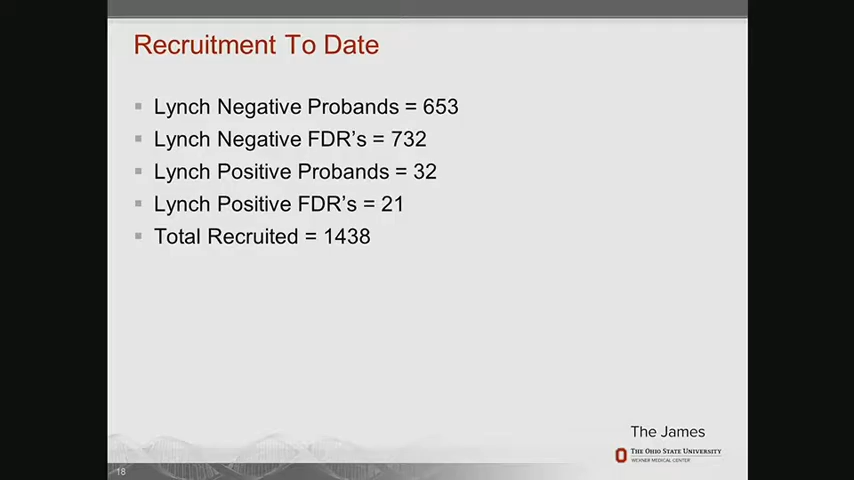 Recruitment To Date
Lynch Negative Probands = 653
Lynch Negative FDR's = 732
Lynch Positive Probands = 32
Lynch Positive FDR's = 21
Total Recruited = 1438
The James
THE OHIO STATE UNIVERSITY
WEXNER MEDICAL CENTER
18